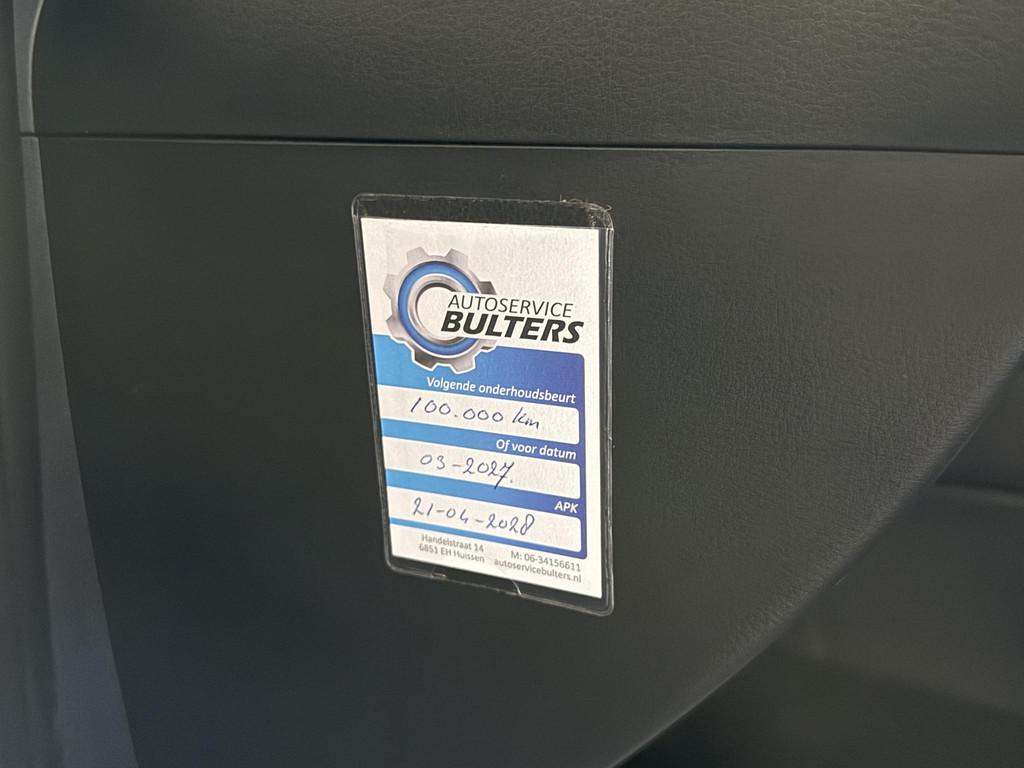 AUTOSERVICE
BULTERS
Volgende onderhoudsbeurt
100.000 km.
Of voor datum
03-2027.
APK
21-04-2028
Handelstraat 14
6851 EH Huissen
M: 06-34156611
autoservicebulters.nl